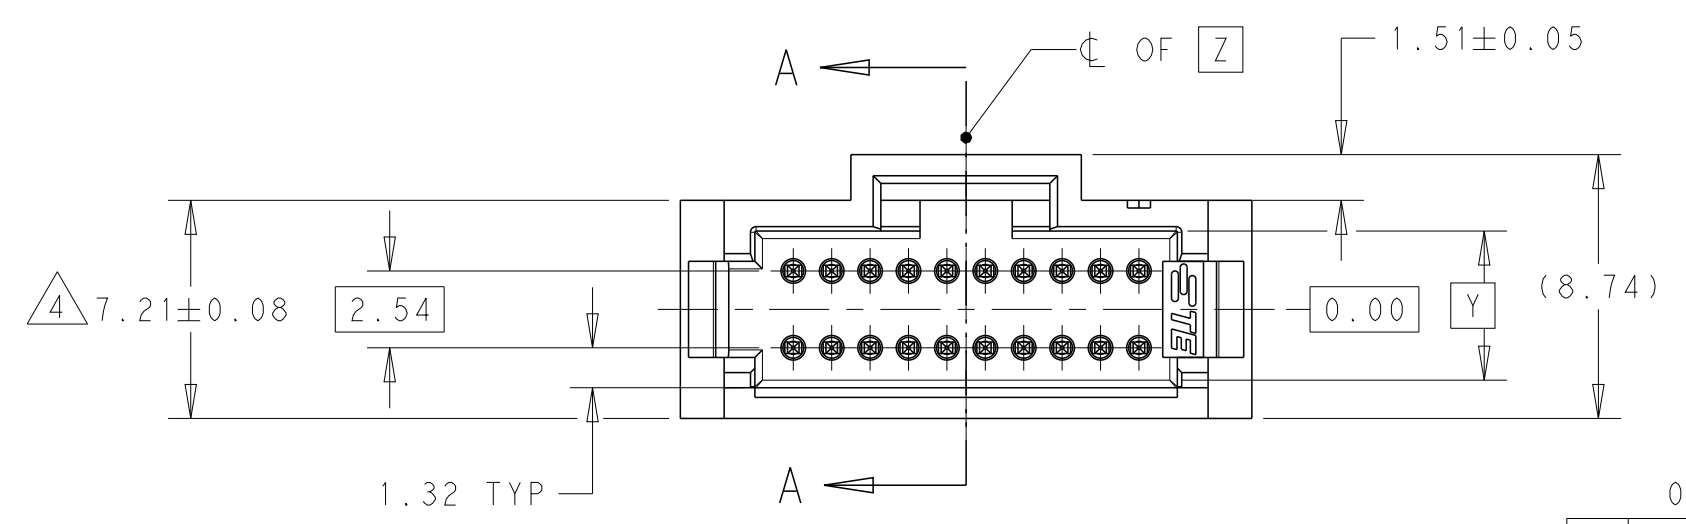 1.51±0.05
A
℄ OF Z
4 7.21±0.08
2.54
0.00
Y
(8.74)
TE
1.32 TYP
A
0